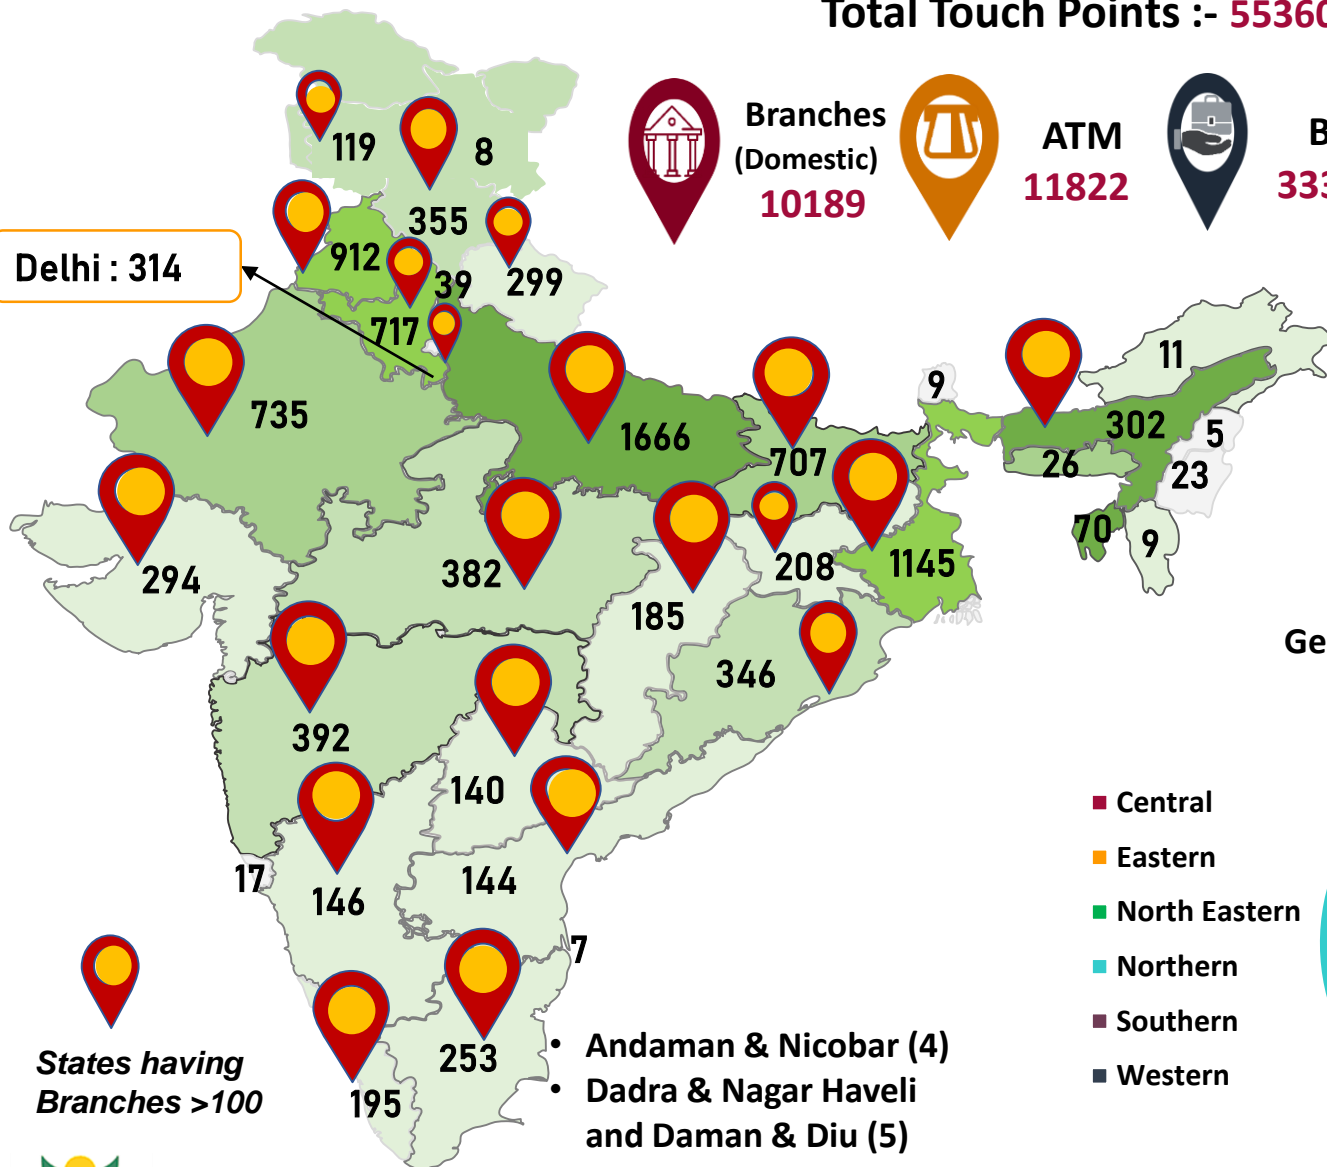 Total Touch Points :- 55360
Branches
(Domestic)
10189
ATM
11822
B
333
119
8
355
912
39
299
Delhi : 314
717
735
1666
707
9
11
302
5
26
23
70
9
294
382
208
1145
185
346
392
140
17
146
144
7
253
195
Ge
Central
Eastern
North Eastern
Northern
Southern
Western
States having
Branches >100
• Andaman & Nicobar (4)
• Dadra & Nagar Haveli
and Daman & Diu (5)